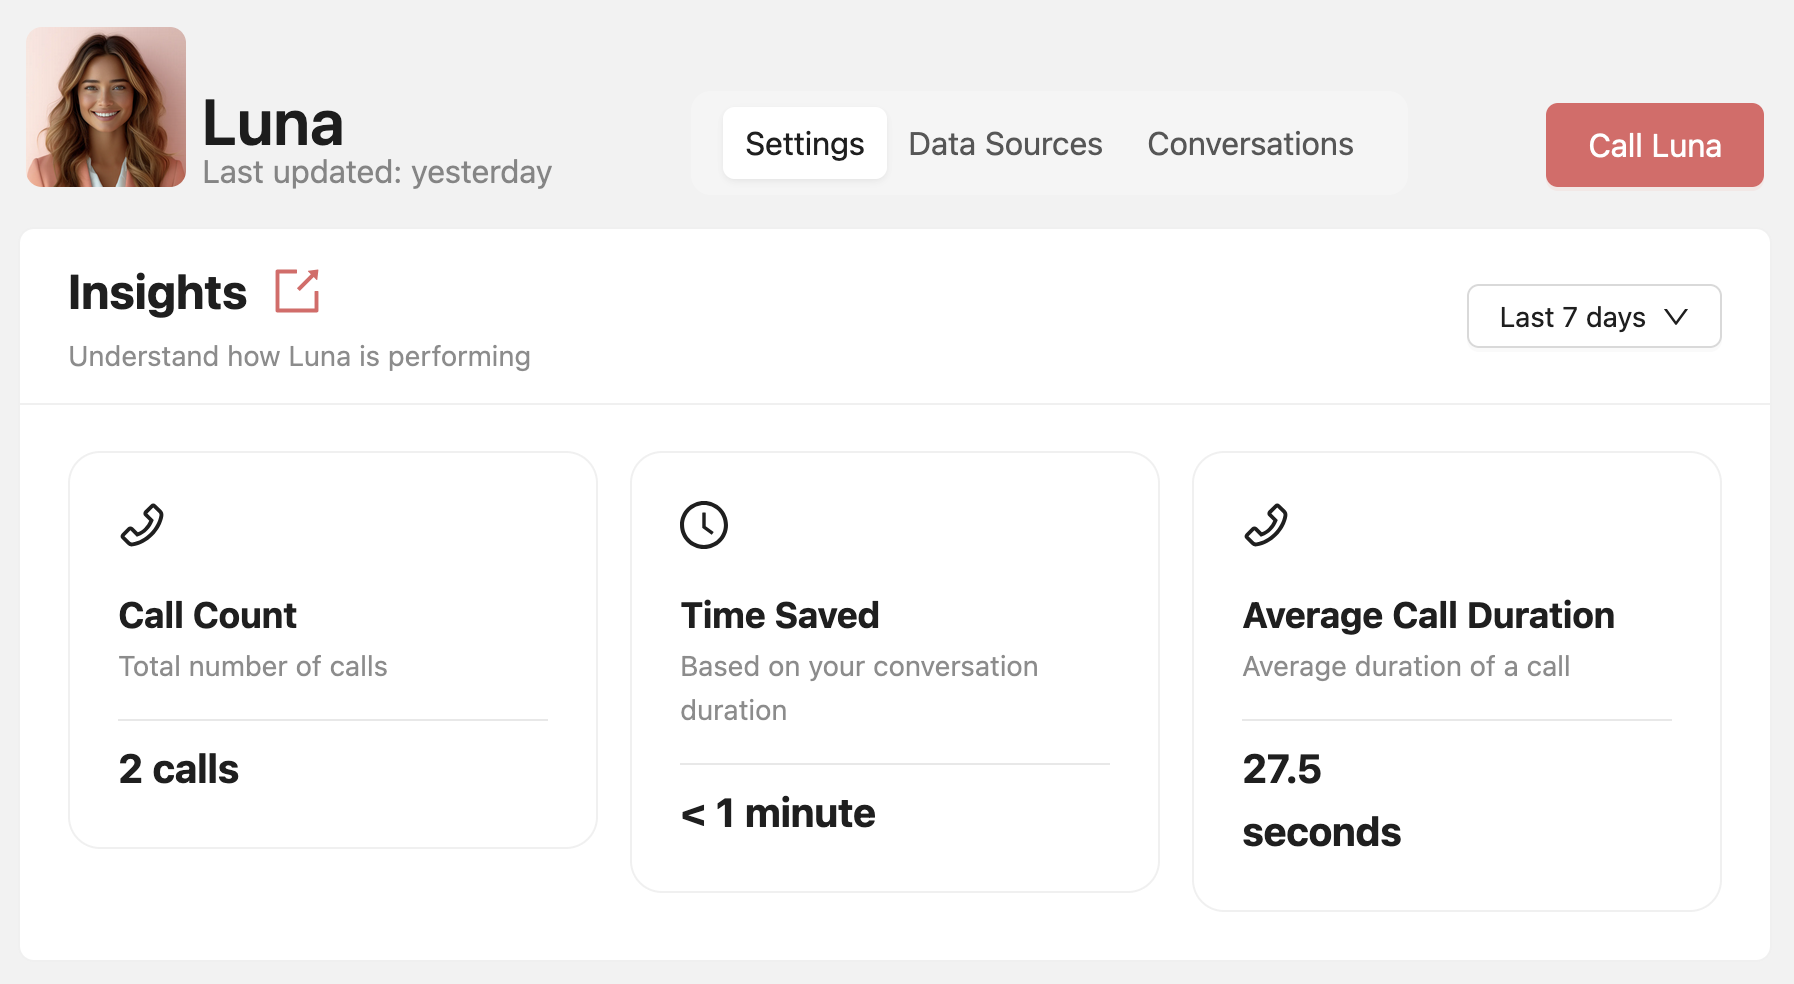 Luna
Last updated: yesterday
Settings
Data Sources
Conversations
Call Luna
Insights
Understand how Luna is performing
Last 7 days
Call Count
Total number of calls
2 calls
Time Saved
Based on your conversation
duration
< 1 minute
Average Call Duration
Average duration of a call
27.5
seconds